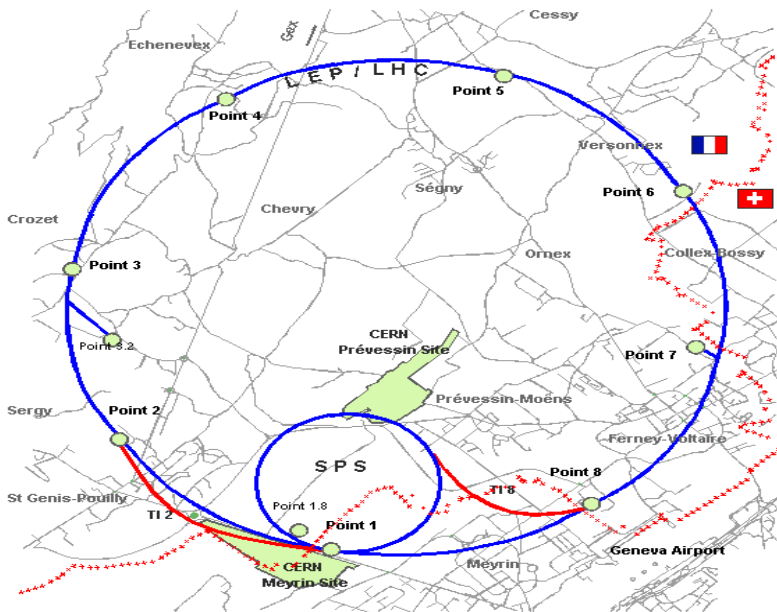 Cessy
Echenevex
Gex
LEP / LHC
Point 5
Point 4
Versonnex
Ségny
Point 6
Crozet
Chevry
Ornex
Collex-Bossy
Point 3
CERN
Prévessin Site
Point 3.2
Point 7
Prévessin-Moëns
Sergy
Point 2
Ferney-Voltaire
SPS
Point 8
St Genis-Pouilly
TI 8
Point 1.8
TI 2
Point 1
Geneva Airport
CERN
Meyrin Site
Meyrin